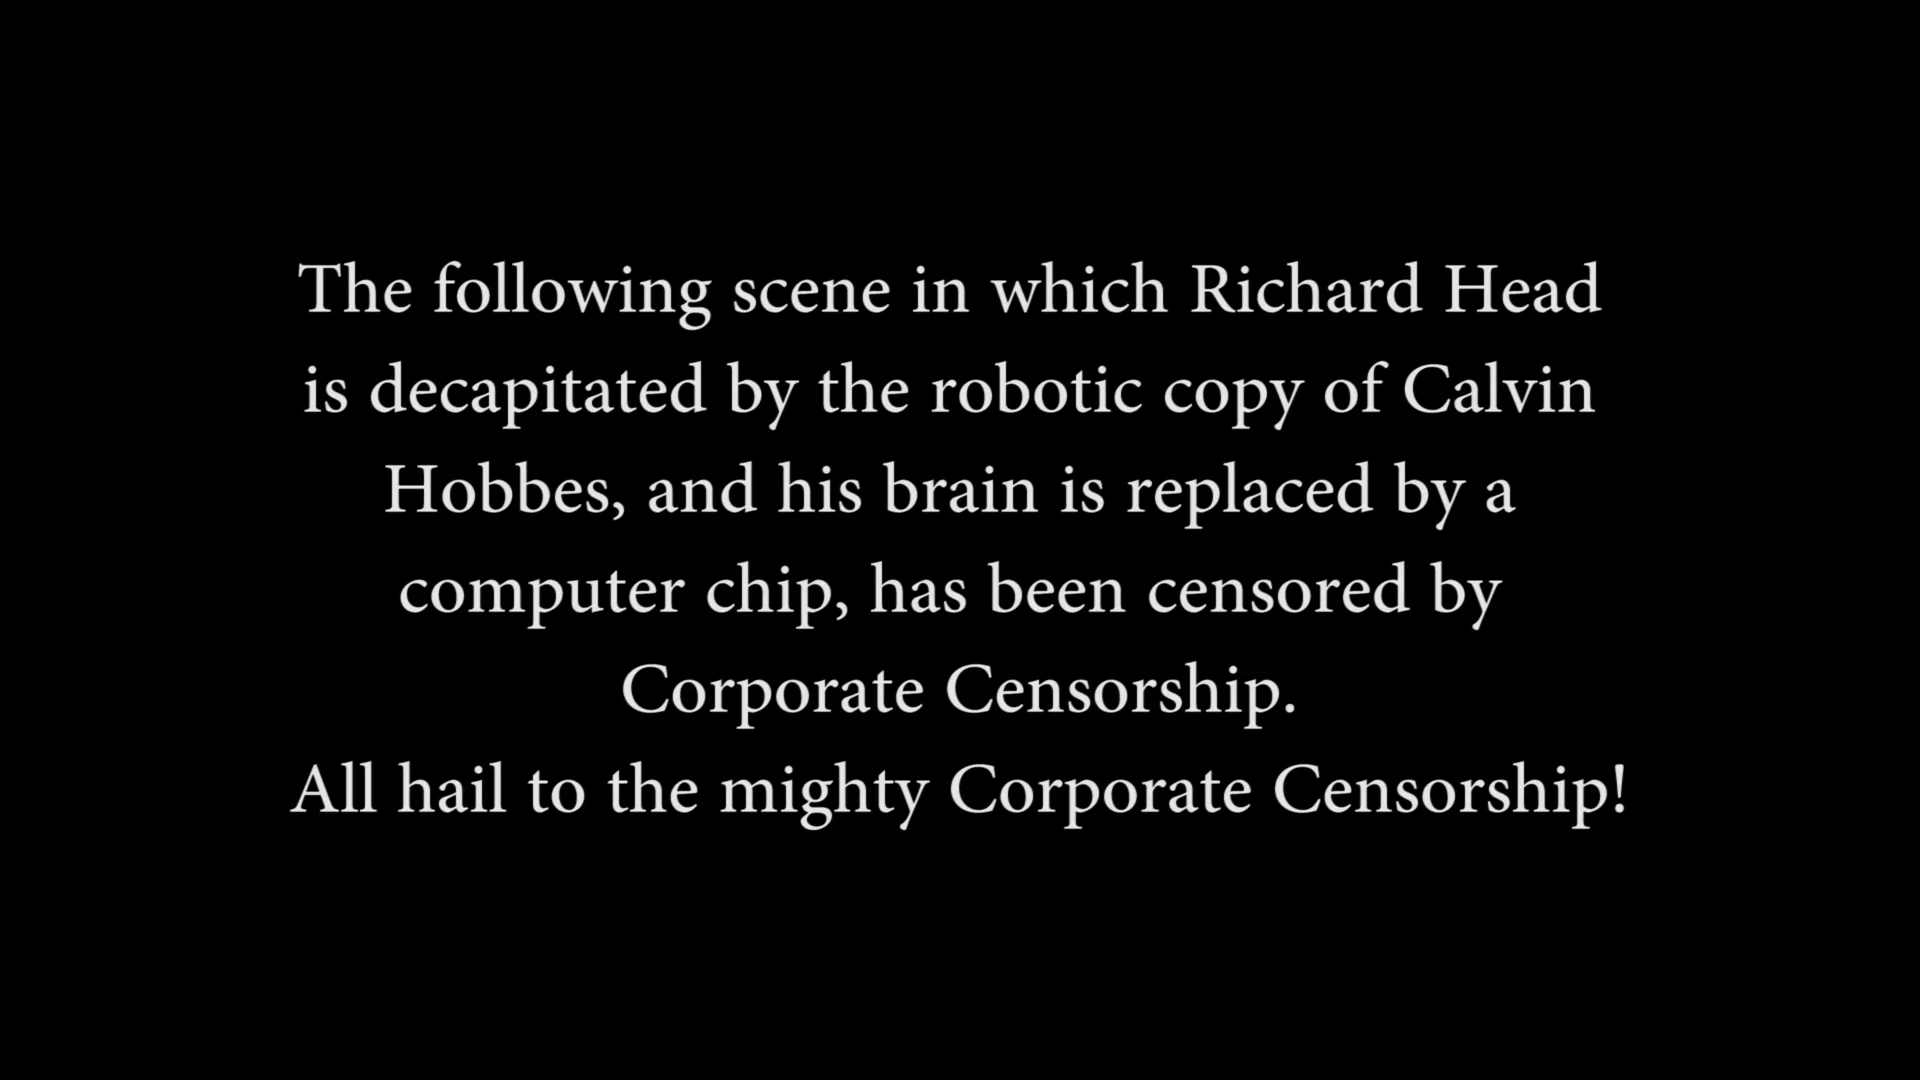 The following scene in which Richard Head
is decapitated by the robotic copy of Calvin
Hobbes, and his brain is replaced by a
computer chip, has been censored by
Corporate Censorship.
All hail to the mighty Corporate Censorship!